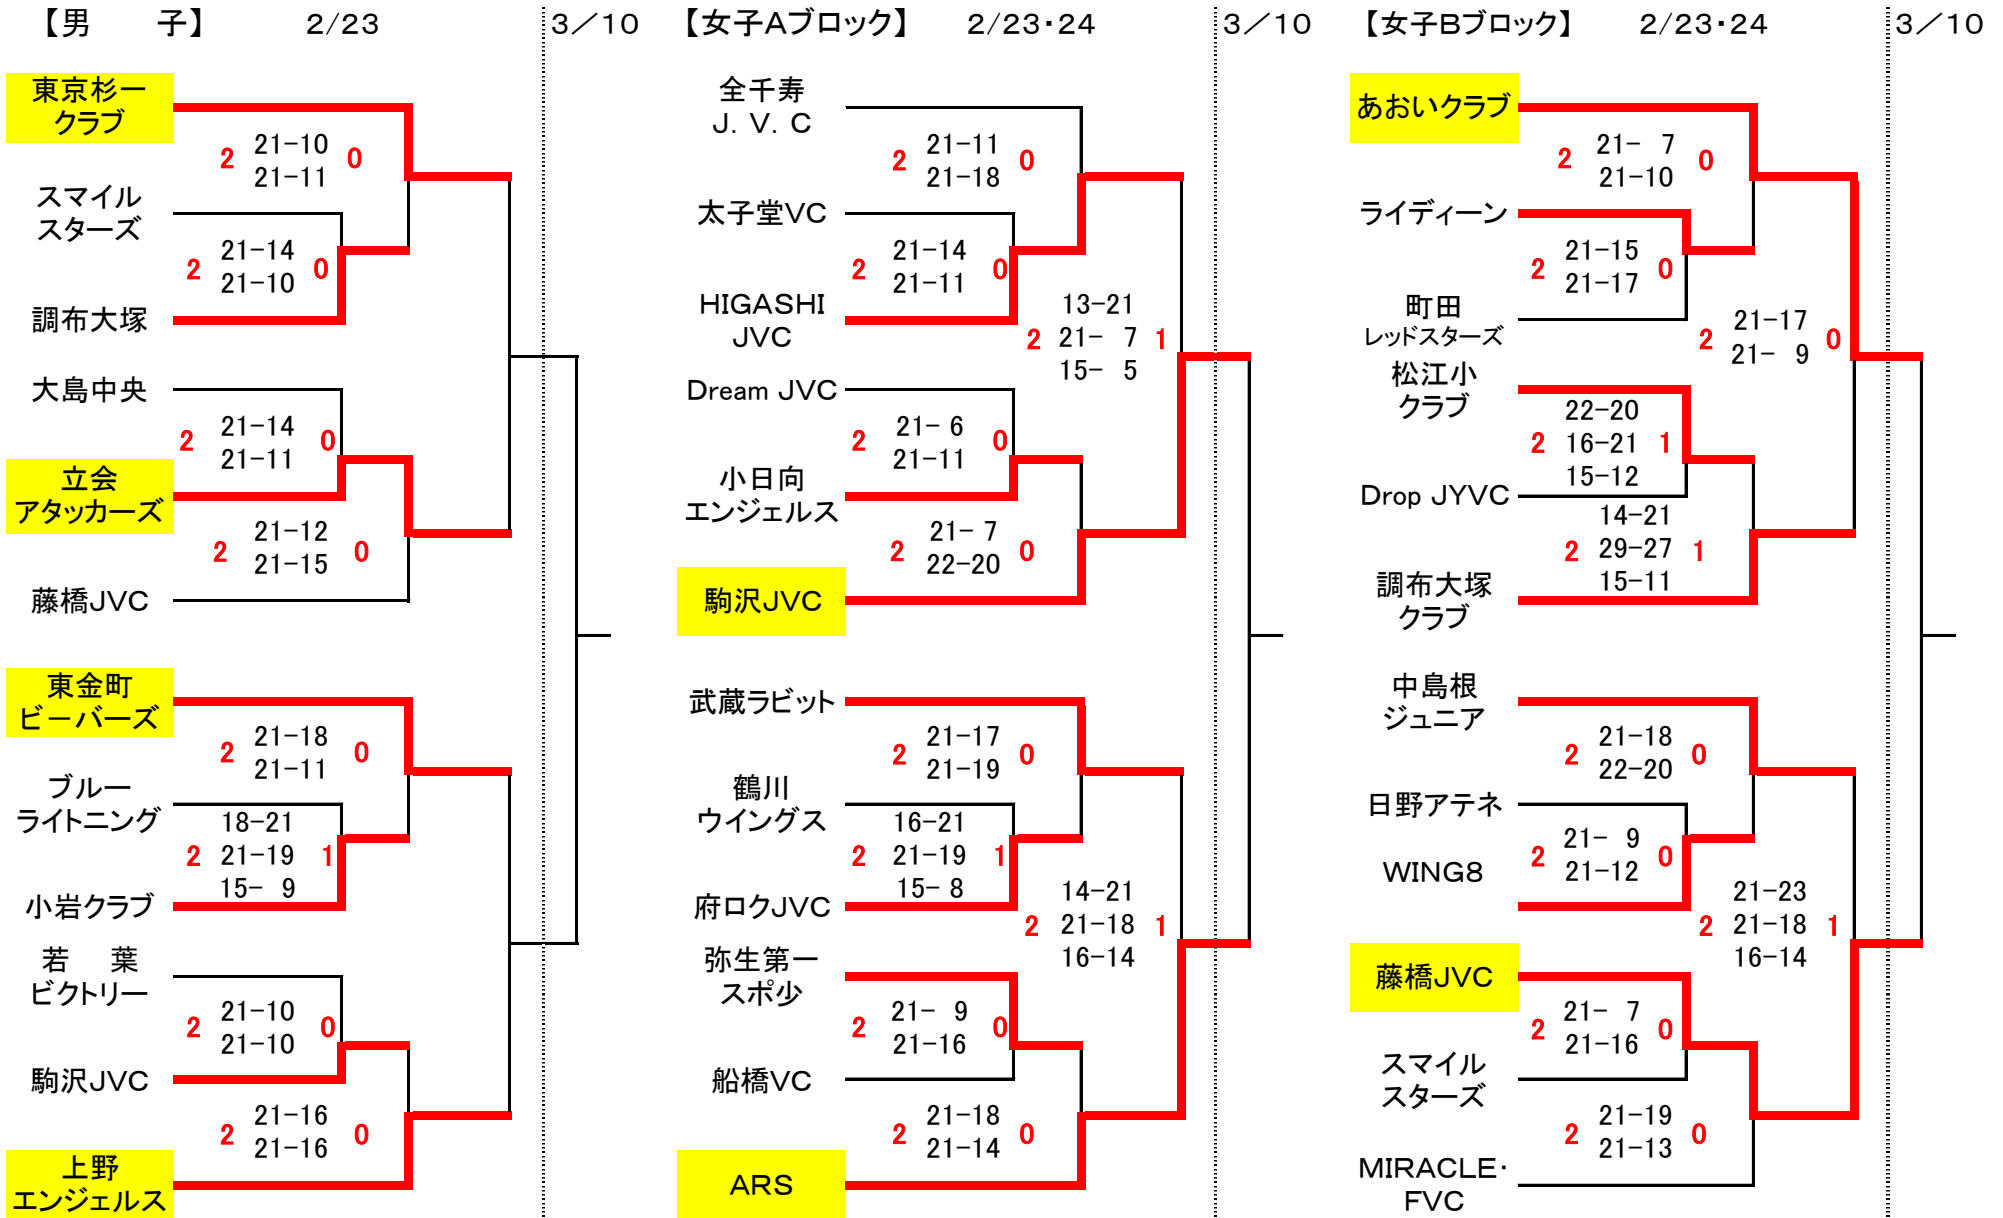 【男　　子】　2/23　3／10
東京杉一
クラブ
2　21-10　0
21-11
スマイル
スターズ
2　21-14　0
21-10
調布大塚
大島中央
2　21-14　0
21-11
立会
アタッカーズ
2　21-12　0
21-15
藤橋JVC
東金町
ビーバーズ
2　21-18　0
21-11
ブルー
ライトニング
18-21
2　21-19　1
15-　9
小岩クラブ
若　葉
ビクトリー
2　21-10　0
21-10
駒沢JVC
2　21-16　0
21-16
上野
エンジェルス
【女子Aブロック】　2/23・24　3／10
全千寿
J. V. C
2　21-11　0
21-18
太子堂VC
2　21-14　0
21-11
HIGASHI
JVC
13-21
2　21-　7　1
15-　5
Dream JVC
2　21- 6　0
21-11
小日向
エンジェルス
2　21- 7　0
22-20
駒沢JVC
武蔵ラビット
2　21-17　0
21-19
鶴川
ウイングス
16-21
2　21-19　1
15- 8
府ロクJVC
14-21
2　21-18　1
16-14
弥生第一
スポ少
2　21-　9　0
21-16
船橋VC
2　21-18　0
21-14
ARS
【女子Bブロック】　2/23・24　3／10
あおいクラブ
2　21-　7　0
21-10
ライディーン
2　21-15　0
21-17
町田
レッドスターズ
2　21-17　0
21-　9
松江小
クラブ
22-20
2　16-21　1
15-12
Drop JYVC
14-21
2　29-27　1
15-11
調布大塚
クラブ
中島根
ジュニア
2　21-18　0
22-20
日野アテネ
2　21-　9　0
21-12
WING8
21-23
2　21-18　1
16-14
藤橋JVC
2　21-　7　0
21-16
スマイル
スターズ
2　21-19　0
21-13
MIRACLE・
FVC